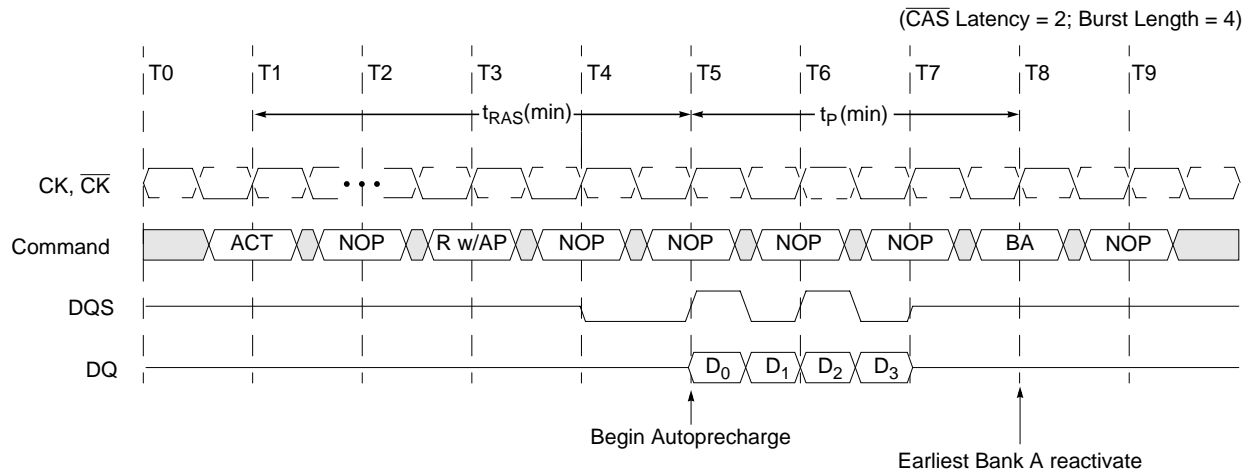 (CAS Latency = 2; Burst Length = 4)
T0 T1 T2 T3 T4 T5 T6 T7 T8 T9
tRAS(min) tP(min)
CK, CK
Command ACT NOP R w/AP NOP NOP NOP NOP BA NOP
DQS
DQ D0 D1 D2 D3
Begin Autoprecharge
Earliest Bank A reactivate